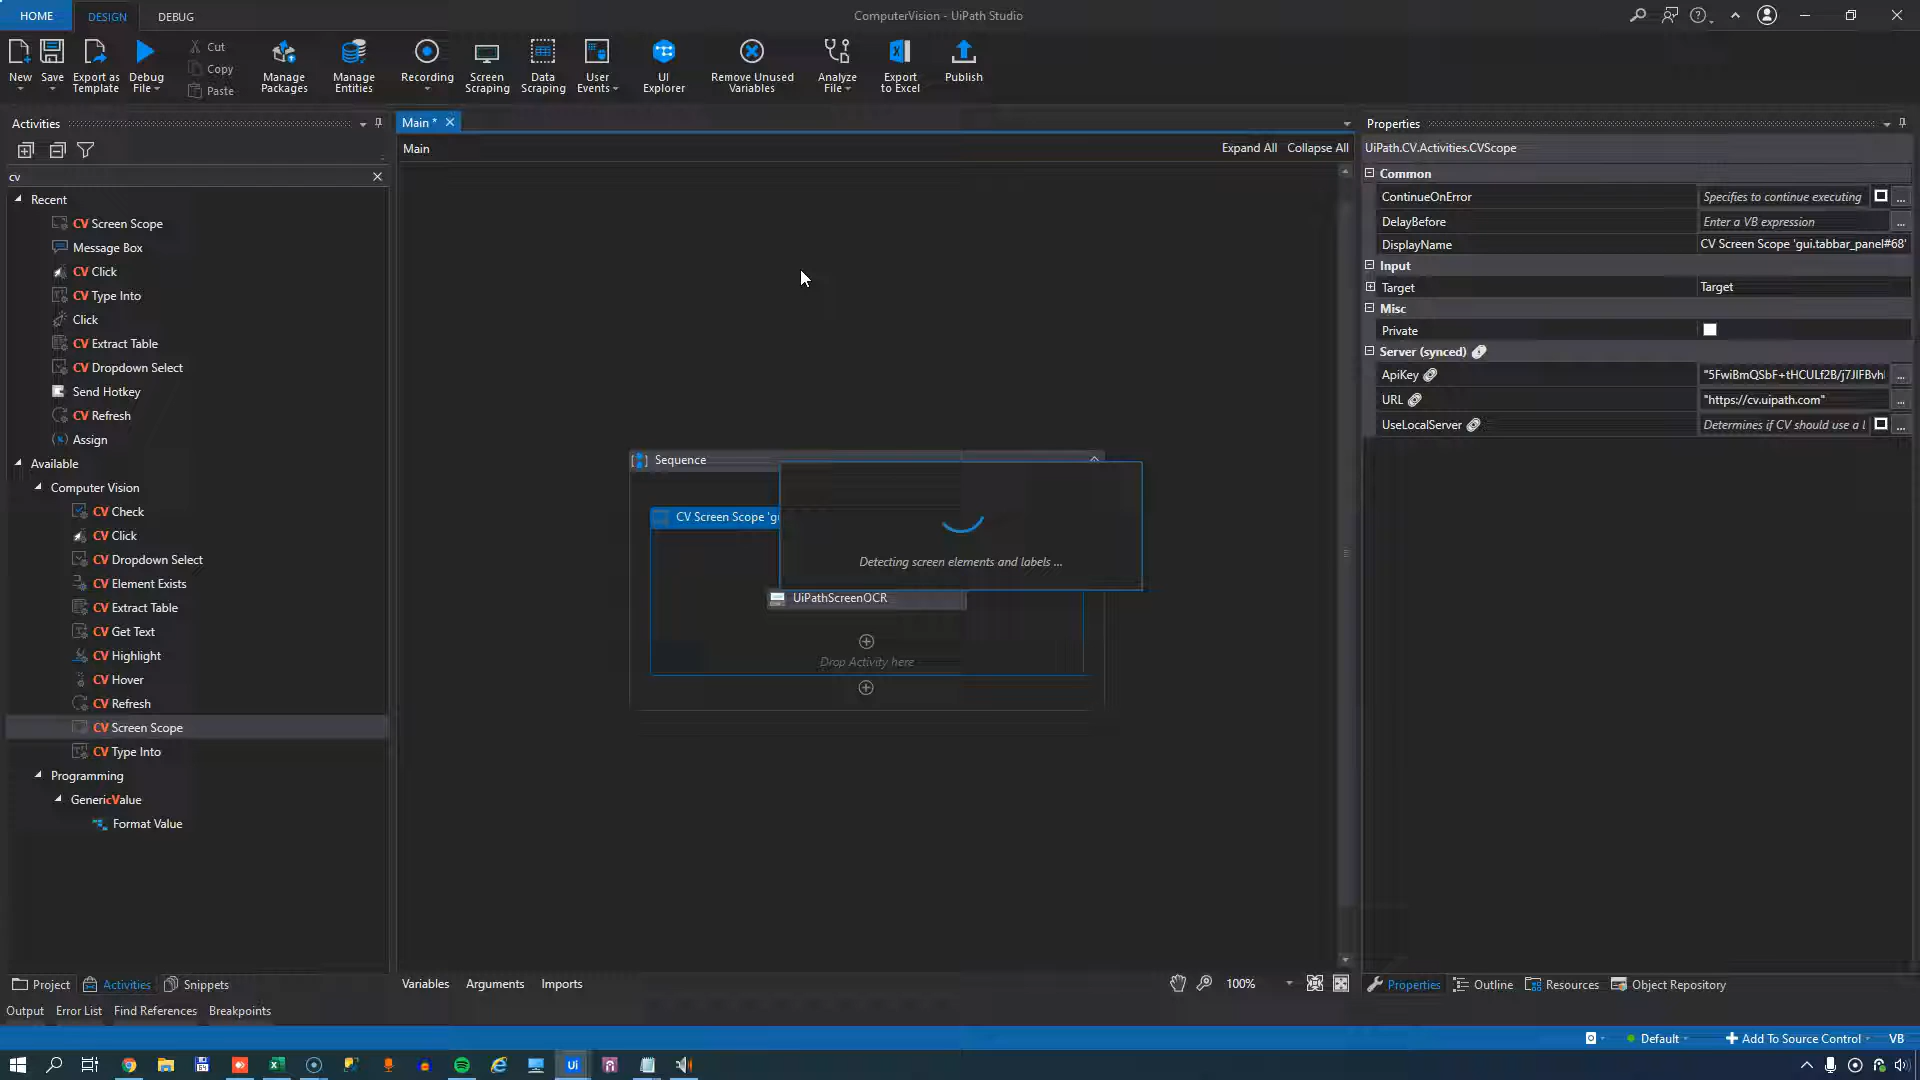 HOME
DESIGN
DEBUG
ComputerVision - UiPath Studio
New
Save
Export as
Template
Debug
File
Cut
Copy
Paste
Manage
Packages
Manage
Entities
Recording
Screen
Scraping
Data
Scraping
User
Events
UI
Explorer
Remove Unused
Variables
Analyze
File
Export
to Excel
Publish
Activities
cv
Recent
CV Screen Scope
Message Box
CV Click
CV Type Into
Click
CV Extract Table
CV Dropdown Select
Send Hotkey
CV Refresh
Assign
Available
Computer Vision
CV Check
CV Click
CV Dropdown Select
CV Element Exists
CV Extract Table
CV Get Text
CV Highlight
CV Hover
CV Refresh
CV Screen Scope
CV Type Into
Programming
GenericValue
Format Value
Project
Activities
Snippets
Main *
Main
Expand All
Collapse All
Sequence
CV Screen Scope 'gu
Detecting screen elements and labels ...
UiPathScreenOCR
Drop Activity here
Variables
Arguments
Imports
100%
Properties
UiPath.CV.Activities.CVScope
Common
ContinueOnError
Specifies to continue executing
...
DelayBefore
Enter a VB expression
...
DisplayName
CV Screen Scope 'gui.tabbar_panel#68'
Input
Target
Target
Misc
Private
Server (synced)
ApiKey
"5FwiBmQSbF+tHCULf2B/j7JIFBvhl
...
URL
"https://cv.uipath.com"
...
UseLocalServer
Determines if CV should use a l
...
Properties
Outline
Resources
Object Repository
Output
Error List
Find References
Breakpoints
Default
Add To Source Control
VB
64
Ui